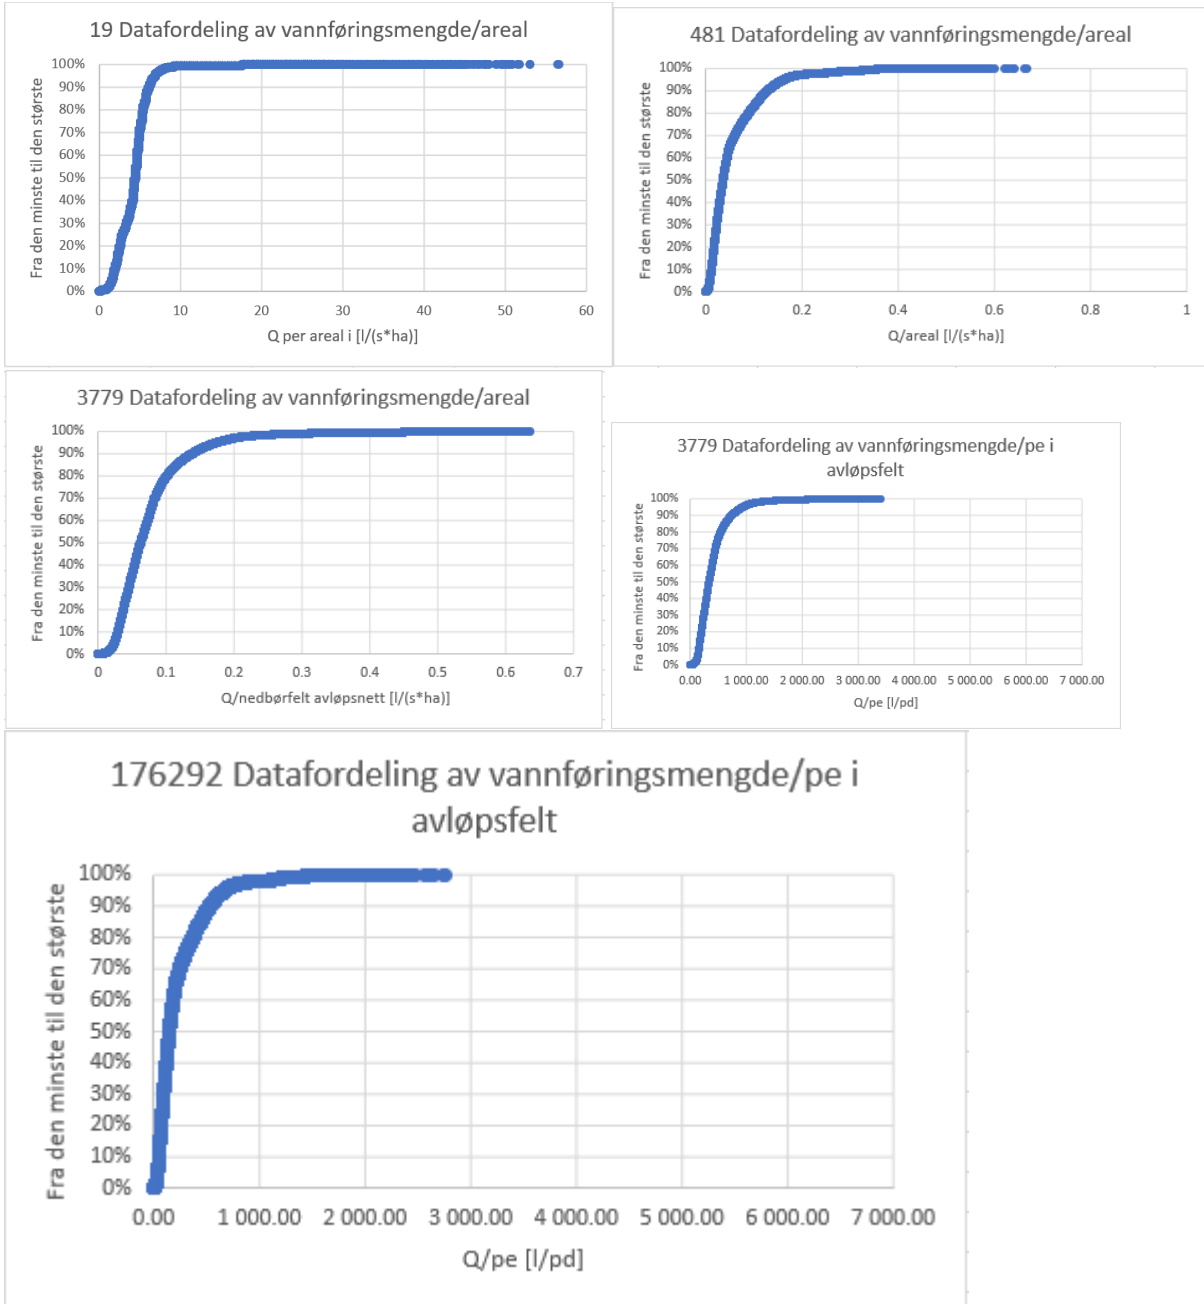 19 Datafordeling av vannføringsmengde/areal
Fra den minste til den største
100%
90%
80%
70%
60%
50%
40%
30%
20%
10%
0%
0 10 20 30 40 50 60
Q per areal i [l/(s*ha)]
481 Datafordeling av vannføringsmengde/areal
Fra den minste til den største
100%
90%
80%
70%
60%
50%
40%
30%
20%
10%
0%
0 0.2 0.4 0.6 0.8 1
Q/areal [l/(s*ha)]
3779 Datafordeling av vannføringsmengde/areal
Fra den minste til den største
100%
90%
80%
70%
60%
50%
40%
30%
20%
10%
0%
0 0.1 0.2 0.3 0.4 0.5 0.6 0.7
Q/nedbørfelt avløpsnett [l/(s*ha)]
3779 Datafordeling av vannføringsmengde/pe i
avløpsfelt
Fra den minste til den største
100%
90%
80%
70%
60%
50%
40%
30%
20%
10%
0%
0.00 1 000.00 2 000.00 3 000.00 4 000.00 5 000.00 6 000.00 7 000.00
Q/pe [l/pd]
176292 Datafordeling av vannføringsmengde/pe i
avløpsfelt
Fra den minste til den største
100%
90%
80%
70%
60%
50%
40%
30%
20%
10%
0%
0.00 1 000.00 2 000.00 3 000.00 4 000.00 5 000.00 6 000.00 7 000.00
Q/pe [l/pd]